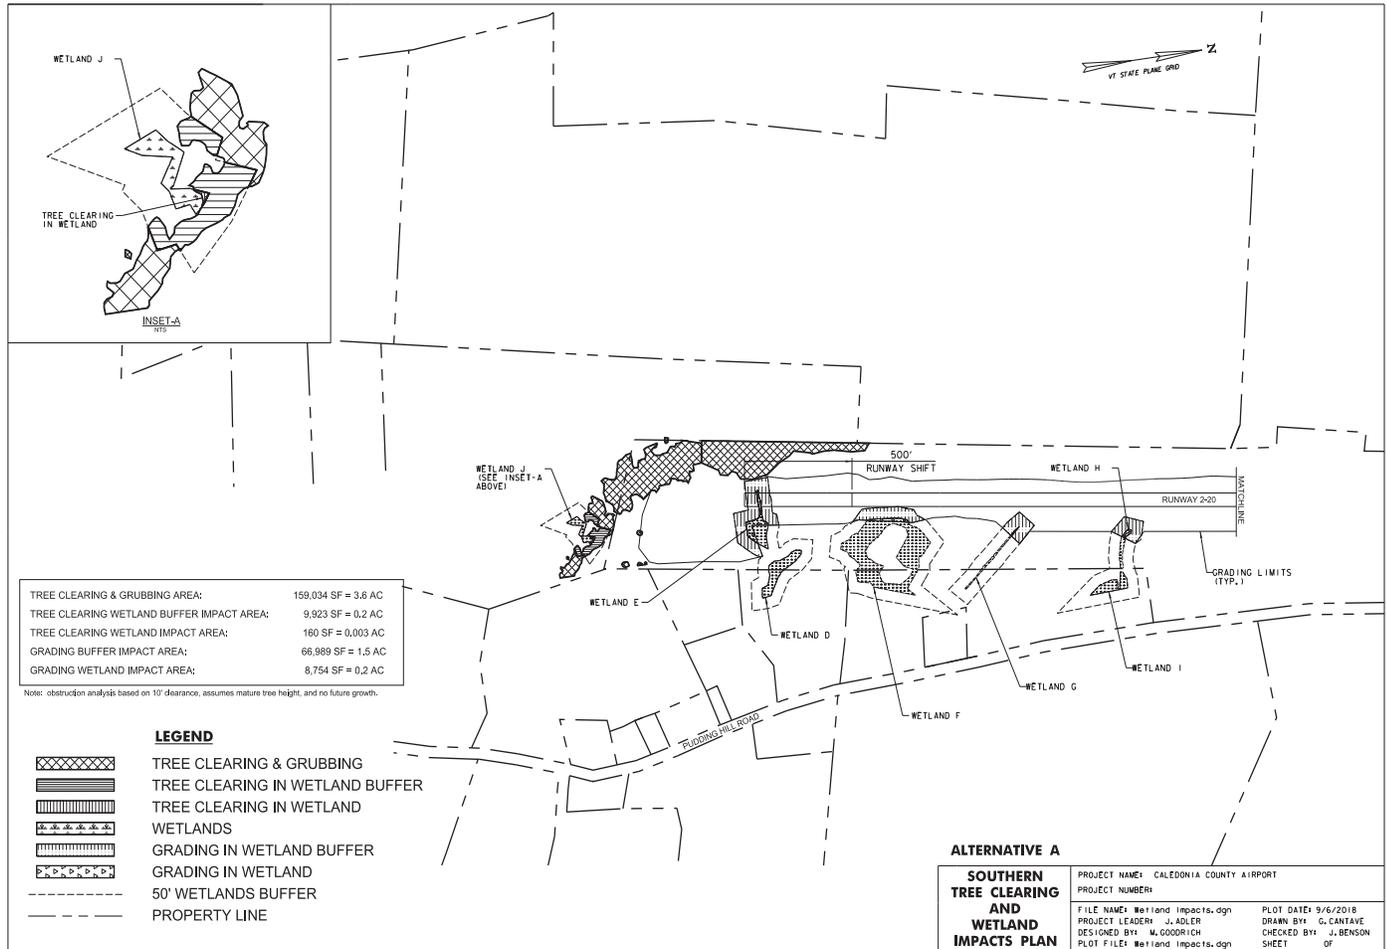 WETLAND J
TREE CLEARING
IN WETLAND
INSET-A
NTS
Z
VT STATE PLANE GRID
WETLAND J
(SEE INSET-A
ABOVE)
500'
RUNWAY SHIFT
WETLAND H
RUNWAY 2-20
MATCHLINE
GRADING LIMITS
(TYP.)
WETLAND E
WETLAND D
WETLAND I
WETLAND G
WETLAND F
PUDDING HILL ROAD
TREE CLEARING & GRUBBING AREA: 159,034 SF = 3.6 AC
TREE CLEARING WETLAND BUFFER IMPACT AREA: 9,923 SF = 0.2 AC
TREE CLEARING WETLAND IMPACT AREA: 160 SF = 0.003 AC
GRADING BUFFER IMPACT AREA: 66,989 SF = 1.5 AC
GRADING WETLAND IMPACT AREA: 8,754 SF = 0.2 AC
Note: obstruction analysis based on 10' clearance, assumes mature tree height, and no future growth.
LEGEND
TREE CLEARING & GRUBBING
TREE CLEARING IN WETLAND BUFFER
TREE CLEARING IN WETLAND
WETLANDS
GRADING IN WETLAND BUFFER
GRADING IN WETLAND
50' WETLANDS BUFFER
PROPERTY LINE
ALTERNATIVE A
SOUTHERN
TREE CLEARING
AND
WETLAND
IMPACTS PLAN
PROJECT NAME: CALEDONIA COUNTY AIRPORT
PROJECT NUMBER:
FILE NAME: Wetland Impacts.dgn PLOT DATE: 9/6/2018
PROJECT LEADER: J. ADLER DRAWN BY: G. CANTAVE
DESIGNED BY: M. GOODRICH CHECKED BY: J. BENSON
PLOT FILE: Wetland Impacts.dgn SHEET OF